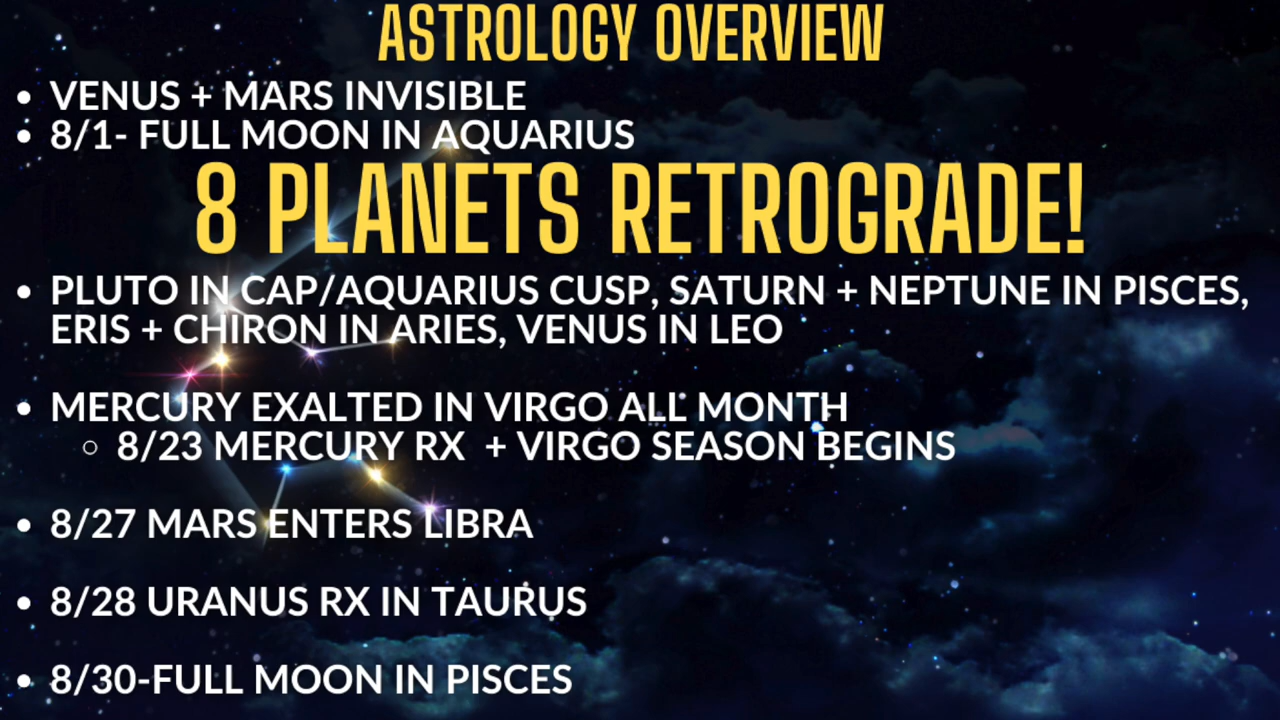 ASTROLOGY OVERVIEW
• VENUS + MARS INVISIBLE
• 8/1- FULL MOON IN AQUARIUS
8 PLANETS RETROGRADE!
• PLUTO IN CAP/AQUARIUS CUSP, SATURN + NEPTUNE IN PISCES,
ERIS + CHIRON IN ARIES, VENUS IN LEO
• MERCURY EXALTED IN VIRGO ALL MONTH
○ 8/23 MERCURY RX + VIRGO SEASON BEGINS
• 8/27 MARS ENTERS LIBRA
• 8/28 URANUS RX IN TAURUS
• 8/30-FULL MOON IN PISCES